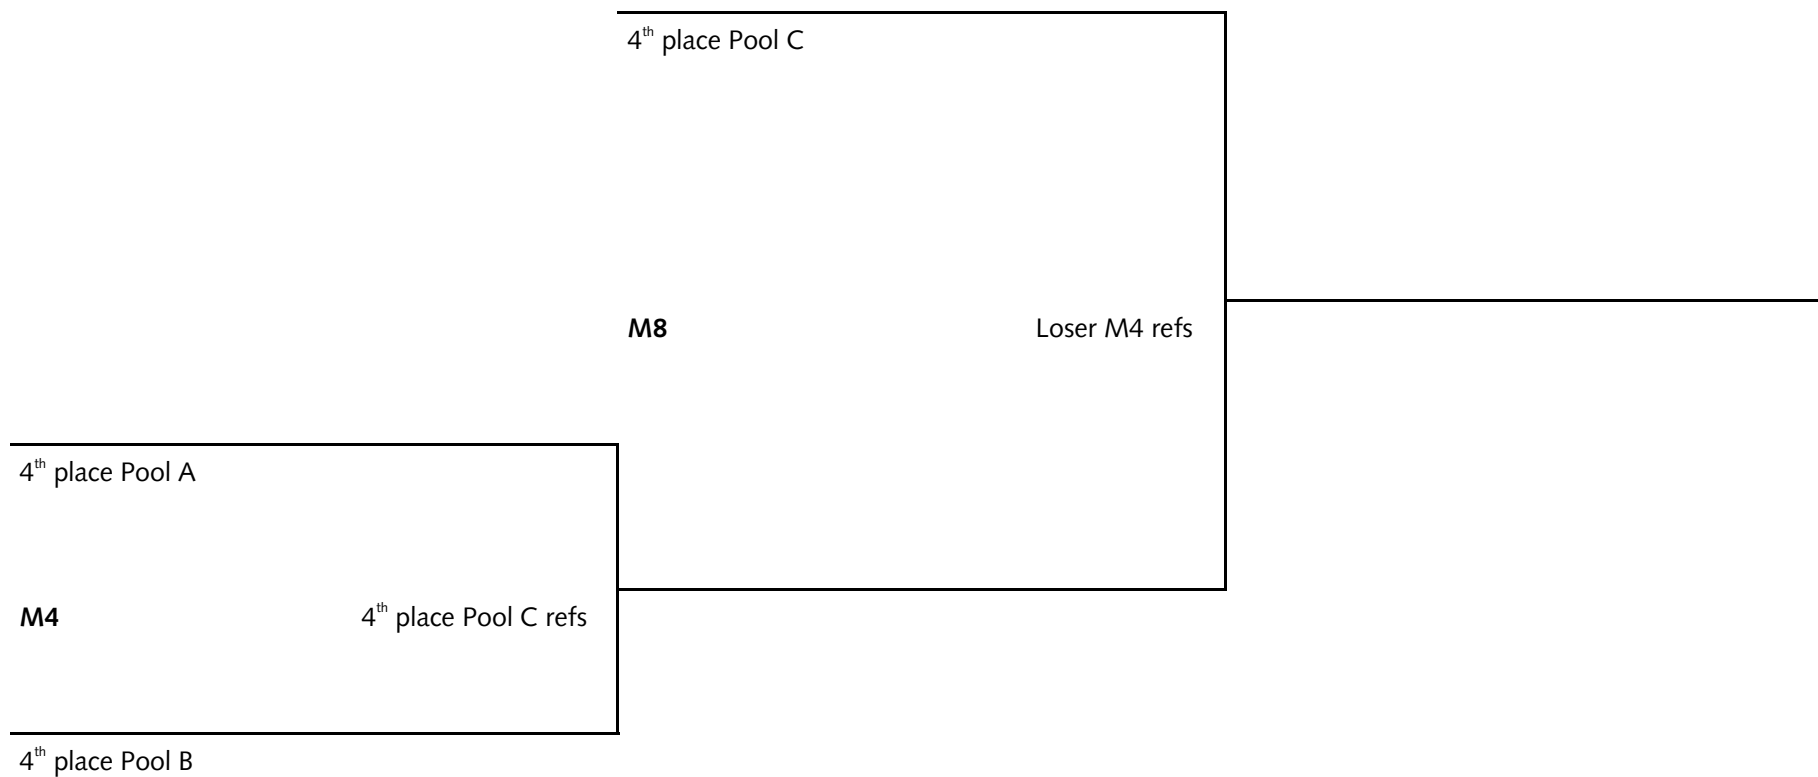 4th place Pool C
M8 Loser M4 refs
4th place Pool A
M4 4th place Pool C refs
4th place Pool B